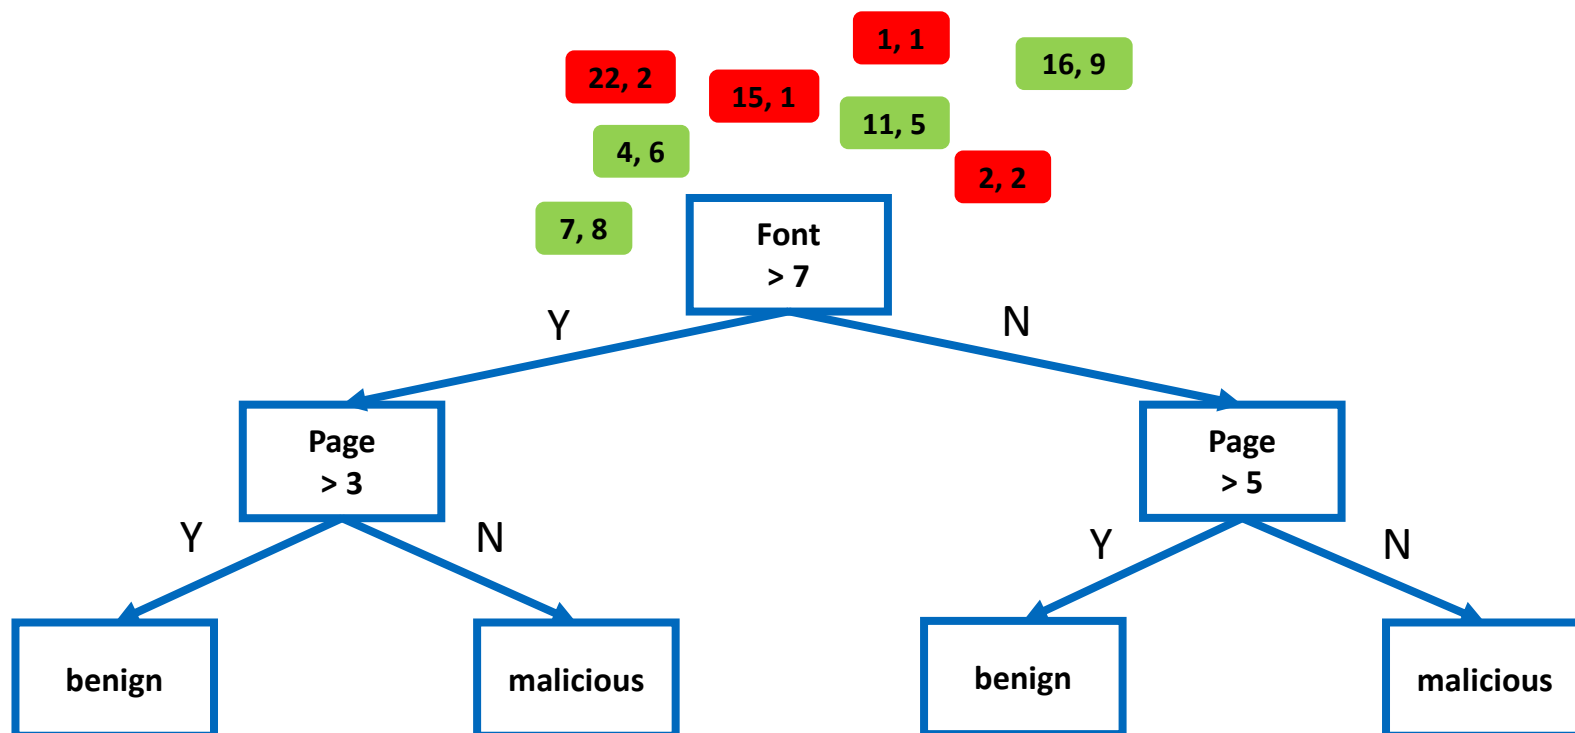 1, 1
16, 9
22, 2
15, 1
11, 5
4, 6
2, 2
7, 8
Font
> 7
Y
N
Page
> 3
Page
> 5
Y
N
Y
N
benign
malicious
benign
malicious